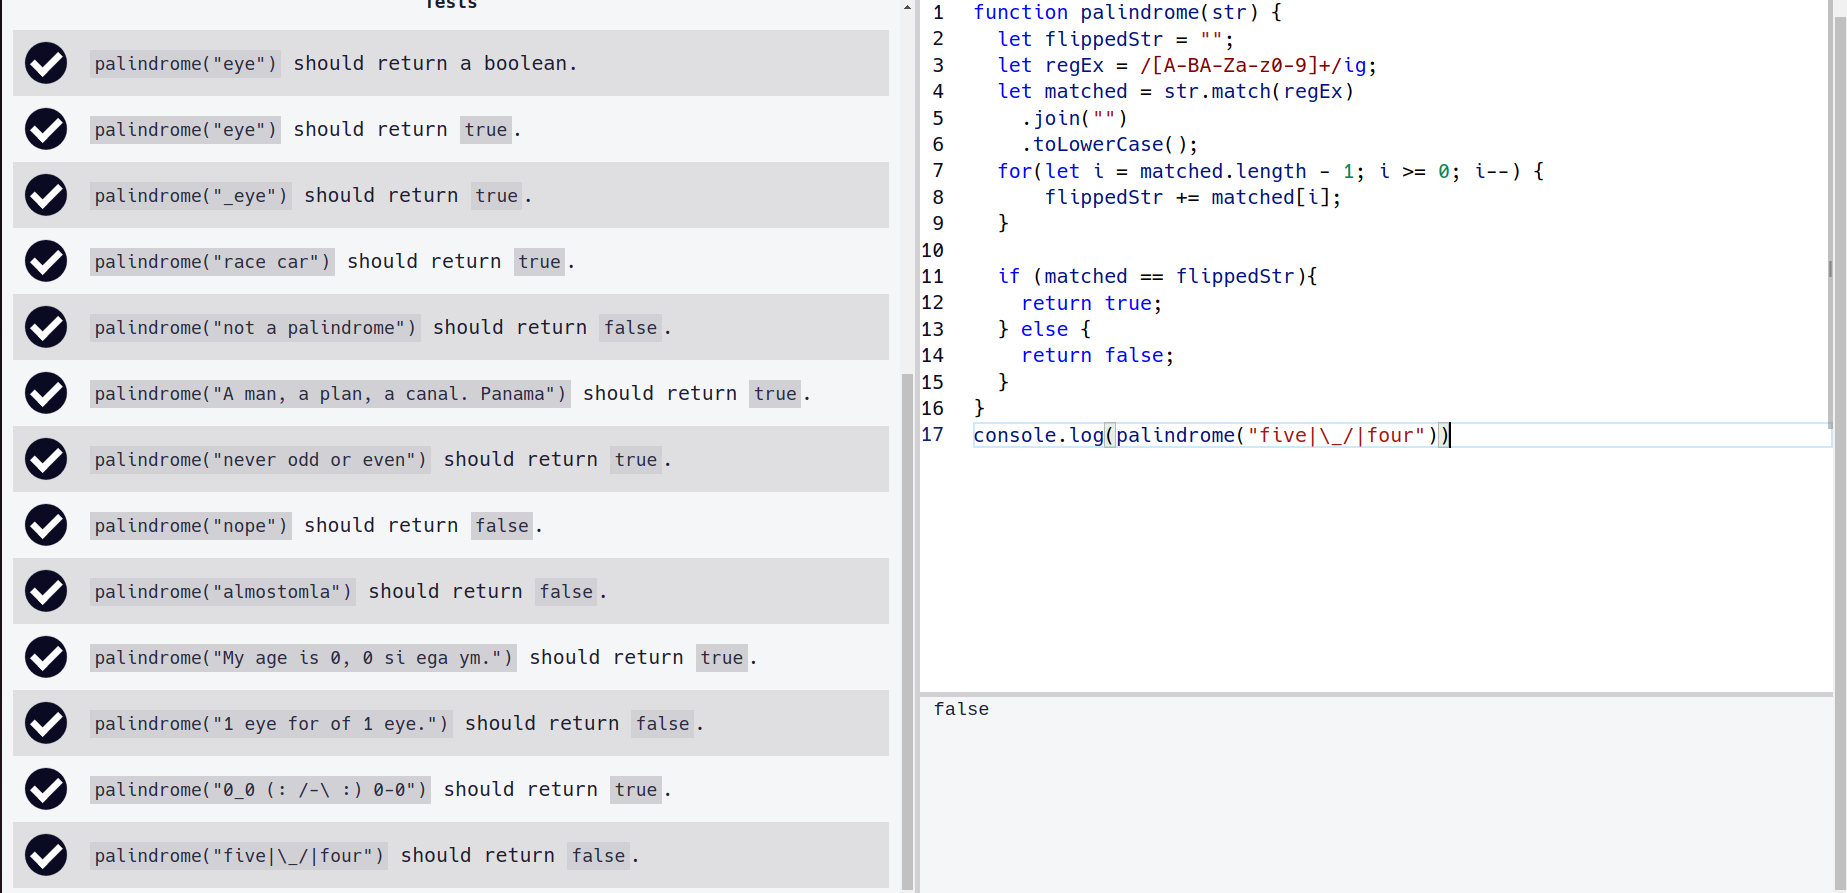 Tests
palindrome("eye") should return a boolean.
palindrome("eye") should return true.
palindrome("_eye") should return true.
palindrome("race car") should return true.
palindrome("not a palindrome") should return false.
palindrome("A man, a plan, a canal. Panama") should return true.
palindrome("never odd or even") should return true.
palindrome("nope") should return false.
palindrome("almostomla") should return false.
palindrome("My age is 0, 0 si ega ym.") should return true.
palindrome("1 eye for of 1 eye.") should return false.
palindrome("0_0 (: /-\ :) 0-0") should return true.
palindrome("five|\_/|four") should return false.
1 function palindrome(str) {
2   let flippedStr = "";
3   let regEx = /[A-BA-Za-z0-9]+/ig;
4   let matched = str.match(regEx)
5     .join("")
6     .toLowerCase();
7   for(let i = matched.length - 1; i >= 0; i--) {
8       flippedStr += matched[i];
9   }
10
11   if (matched == flippedStr){
12     return true;
13   } else {
14     return false;
15   }
16 }
17 console.log(palindrome("five|\_/|four"))
false